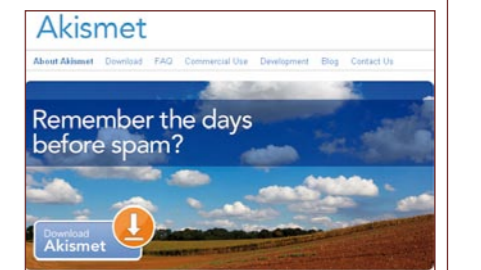 Akismet
About Akismet Download FAQ Commercial Use Development Blog Contact Us
Remember the days
before spam?
Download
Akismet